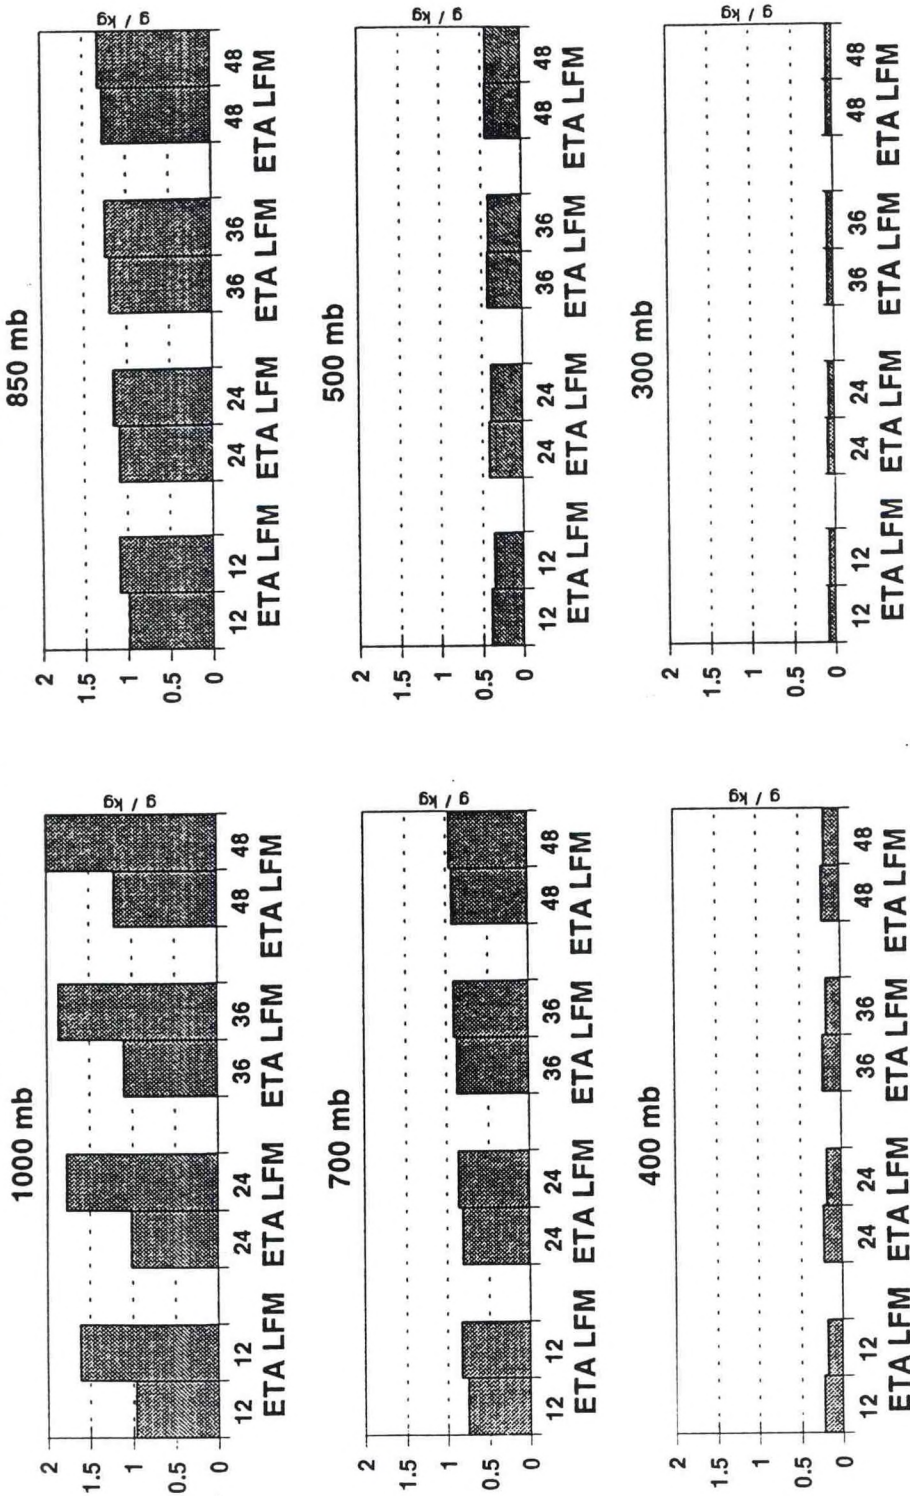 1000 mb
2
1.5
1
0.5
0
g / kg
12 12 24 24 36 36 48 48
ETA LFM ETA LFM ETA LFM ETA LFM
850 mb
2
1.5
1
0.5
0
g / kg
12 12 24 24 36 36 48 48
ETA LFM ETA LFM ETA LFM ETA LFM
700 mb
2
1.5
1
0.5
0
g / kg
12 12 24 24 36 36 48 48
ETA LFM ETA LFM ETA LFM ETA LFM
500 mb
2
1.5
1
0.5
0
g / kg
12 12 24 24 36 36 48 48
ETA LFM ETA LFM ETA LFM ETA LFM
400 mb
2
1.5
1
0.5
0
g / kg
12 12 24 24 36 36 48 48
ETA LFM ETA LFM ETA LFM ETA LFM
300 mb
2
1.5
1
0.5
0
g / kg
12 12 24 24 36 36 48 48
ETA LFM ETA LFM ETA LFM ETA LFM